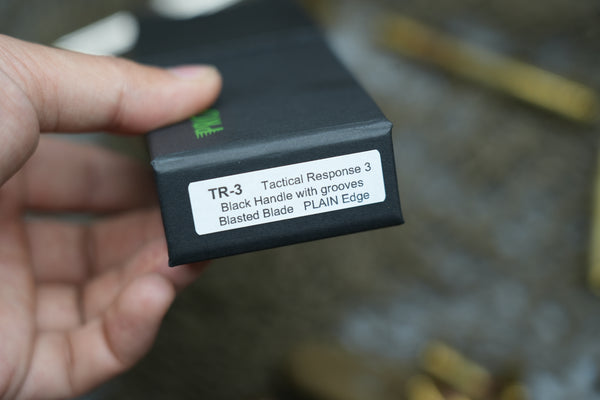 TR-3 Tactical Response 3
Black Handle with grooves
Blasted Blade PLAIN Edge